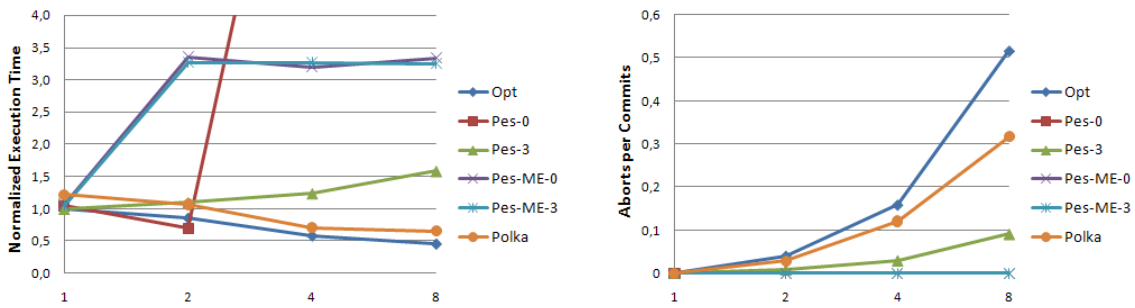 4,0
3,5
3,0
2,5
2,0
1,5
1,0
0,5
0,0
Normalized Execution Time
1 2 4 8
Opt
Pes-0
Pes-3
Pes-ME-0
Pes-ME-3
Polka
0,6
0,5
0,4
0,3
0,2
0,1
0
Aborts per Commits
1 2 4 8
Opt
Pes-0
Pes-3
Pes-ME-0
Pes-ME-3
Polka